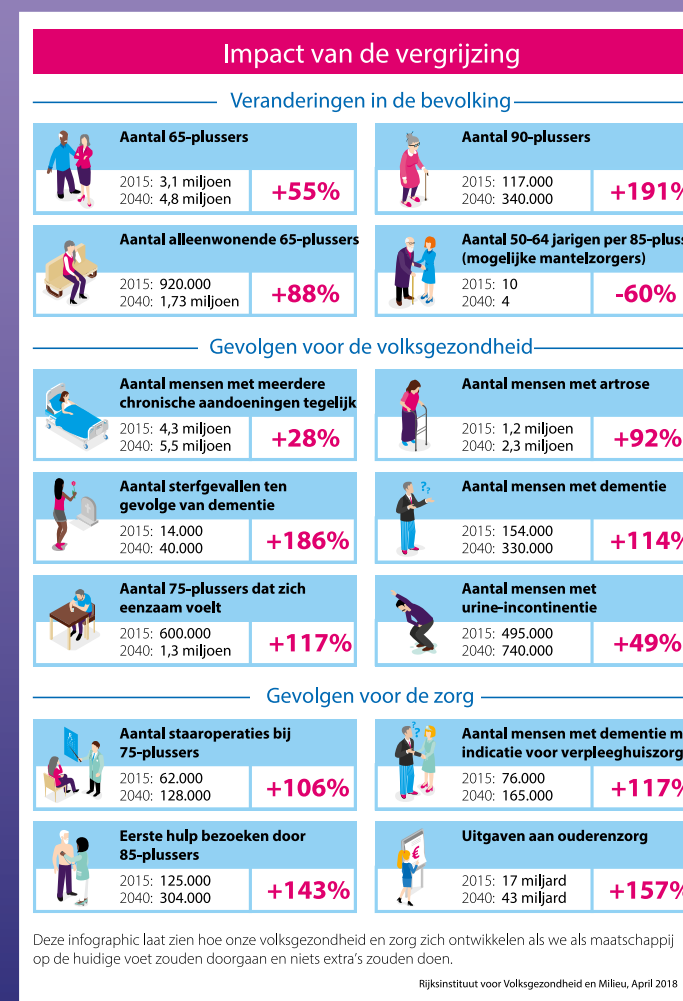 Impact van de vergrijzing
Veranderingen in de bevolking
Aantal 65-plussers
2015: 3,1 miljoen
2040: 4,8 miljoen
+55%
Aantal 90-plussers
2015: 117.000
2040: 340.000
+191%
Aantal alleenwonende 65-plussers
2015: 920.000
2040: 1,73 miljoen
+88%
Aantal 50-64 jarigen per 85-pluss
(mogelijke mantelzorgers)
2015: 10
2040: 4
-60%
Gevolgen voor de volksgezondheid
Aantal mensen met meerdere
chronische aandoeningen tegelijk
2015: 4,3 miljoen
2040: 5,5 miljoen
+28%
Aantal mensen met artrose
2015: 1,2 miljoen
2040: 2,3 miljoen
+92%
Aantal sterfgevallen ten
gevolge van dementie
2015: 14.000
2040: 40.000
+186%
??
Aantal mensen met dementie
2015: 154.000
2040: 330.000
+114%
Aantal 75-plussers dat zich
eenzaam voelt
2015: 600.000
2040: 1,3 miljoen
+117%
Aantal mensen met
urine-incontinentie
2015: 495.000
2040: 740.000
+49%
Gevolgen voor de zorg
Aantal staaroperaties bij
75-plussers
2015: 62.000
2040: 128.000
+106%
??
Aantal mensen met dementie m
indicatie voor verpleeghuiszorg
2015: 76.000
2040: 165.000
+117%
Eerste hulp bezoeken door
85-plussers
2015: 125.000
2040: 304.000
+143%
€
Uitgaven aan ouderenzorg
2015: 17 miljard
2040: 43 miljard
+157%
Deze infographic laat zien hoe onze volksgezondheid en zorg zich ontwikkelen als we als maatschappij
op de huidige voet zouden doorgaan en niets extra's zouden doen.
Rijksinstituut voor Volksgezondheid en Milieu, April 2018